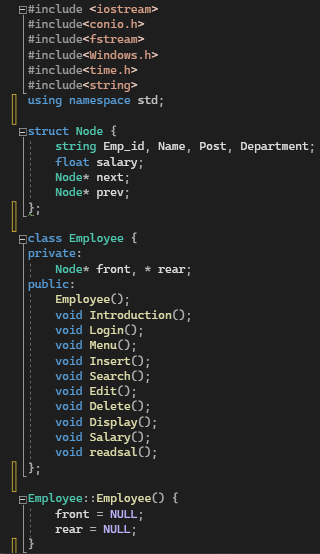 #include <iostream>
#include<conio.h>
#include<fstream>
#include<Windows.h>
#include<time.h>
#include<string>
using namespace std;
struct Node {
string Emp_id, Name, Post, Department;
float salary;
Node* next;
Node* prev;
};
class Employee {
private:
Node* front, * rear;
public:
Employee();
void Introduction();
void Login();
void Menu();
void Insert();
void Search();
void Edit();
void Delete();
void Display();
void Salary();
void readsal();
};
Employee::Employee() {
front = NULL;
rear = NULL;
}